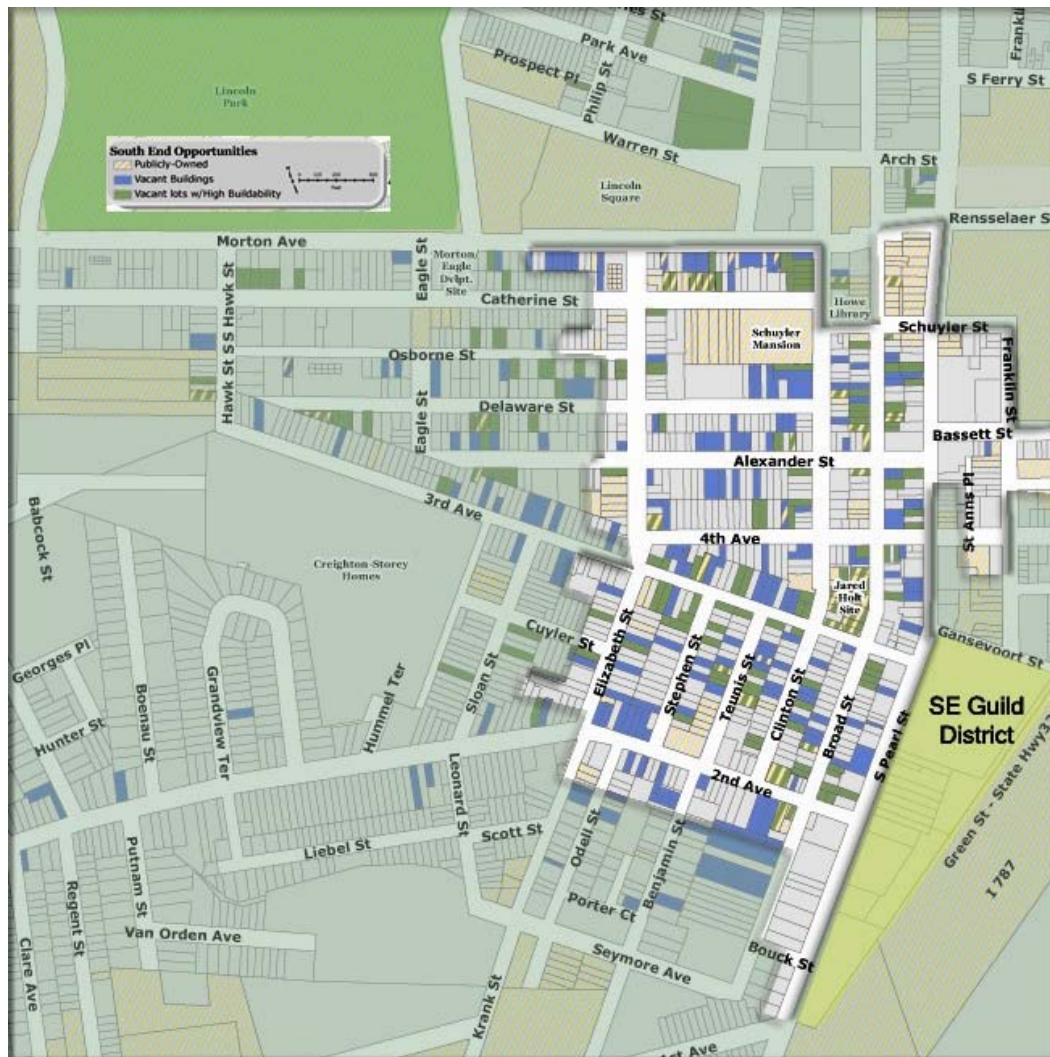 Park Ave
Prospect Pl
Philip St
Frankli
S Ferry St
Lincoln
Park
Warren St
South End Opportunities
Publicly-Owned
Vacant Buildings
Vacant lots w/High Buildability
Feet
Arch St
Lincoln
Square
Rensselaer S
Morton Ave
Eagle St
Morton/
Eagle
Dvlpt.
Site
S Hawk St
Catherine St
Howe
Library
Schuyler St
Schuyler
Mansion
Osborne St
Franklin St
Hawk St S
Delaware St
Eagle St
Bassett St
Alexander St
3rd Ave
St Anns Pl
4th Ave
Babcock St
Creighton-Storey
Homes
Jared
Holt
Site
Cuyler St
Elizabeth St
Stephen St
Teunis St
Clinton St
Broad St
S Pearl St
Gansevoort St
Georges Pl
Boenau St
Grandview Ter
Hummel Ter
Sloan St
SE Guild
District
Hunter St
2nd Ave
Green St - State Hwy32
Leonard St
Scott St
Liebel St
Odell St
Benjamin St
I 787
Putnam St
Regent St
Porter Ct
Van Orden Ave
Clare Ave
Seymore Ave
Bouck St
Krank St
1st Ave